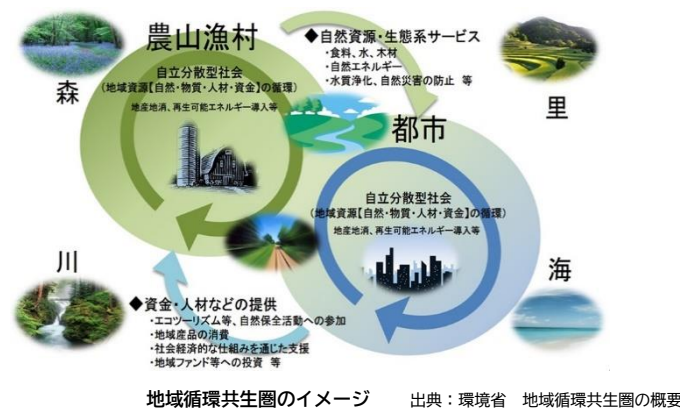 農山漁村
森
自立分散型社会
(地域資源【自然・物質・人材・資金】の循環)
地産地消、再生可能エネルギー導入等
◆自然資源・生態系サービス
・食料、水、木材
・自然エネルギー
・水質浄化、自然災害の防止 等
里
都市
自立分散型社会
(地域資源【自然・物質・人材・資金】の循環)
地産地消、再生可能エネルギー導入等
川
海
◆資金・人材などの提供
・エコツーリズム等、自然保全活動への参加
・地域産品の消費
・社会経済的な仕組みを通じた支援
・地域ファンド等への投資 等
地域循環共生圏のイメージ 出典：環境省 地域循環共生圏の概要